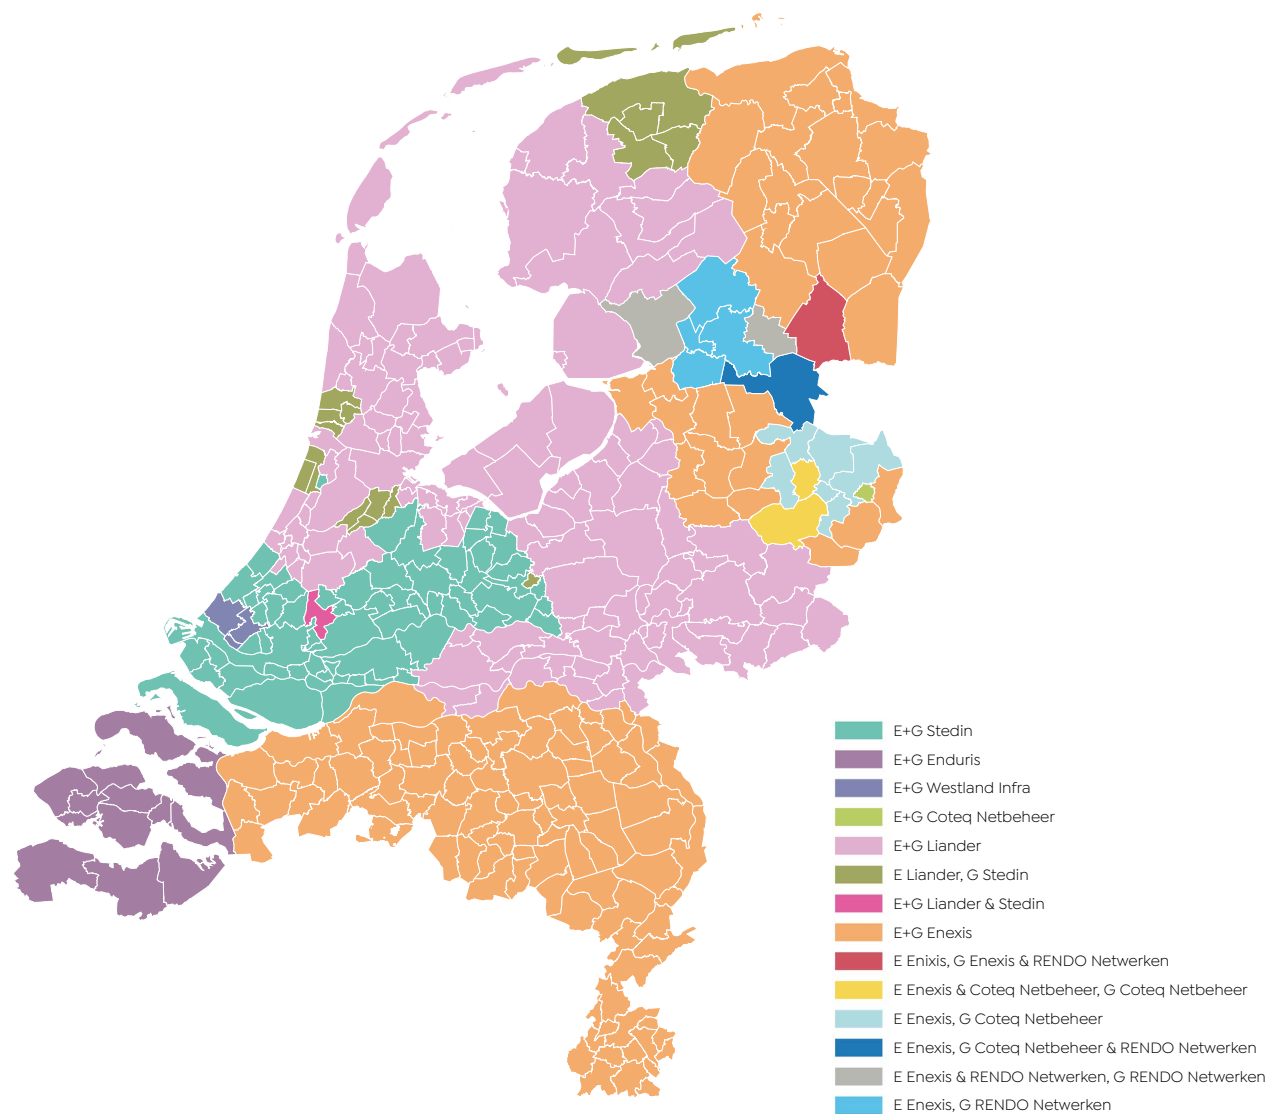 E+G Stedin
E+G Enduris
E+G Westland Infra
E+G Coteq Netbeheer
E+G Liander
E Liander, G Stedin
E+G Liander & Stedin
E+G Enexis
E Enixis, G Enexis & RENDO Netwerken
E Enexis & Coteq Netbeheer, G Coteq Netbeheer
E Enexis, G Coteq Netbeheer
E Enexis, G Coteq Netbeheer & RENDO Netwerken
E Enexis & RENDO Netwerken, G RENDO Netwerken
E Enexis, G RENDO Netwerken